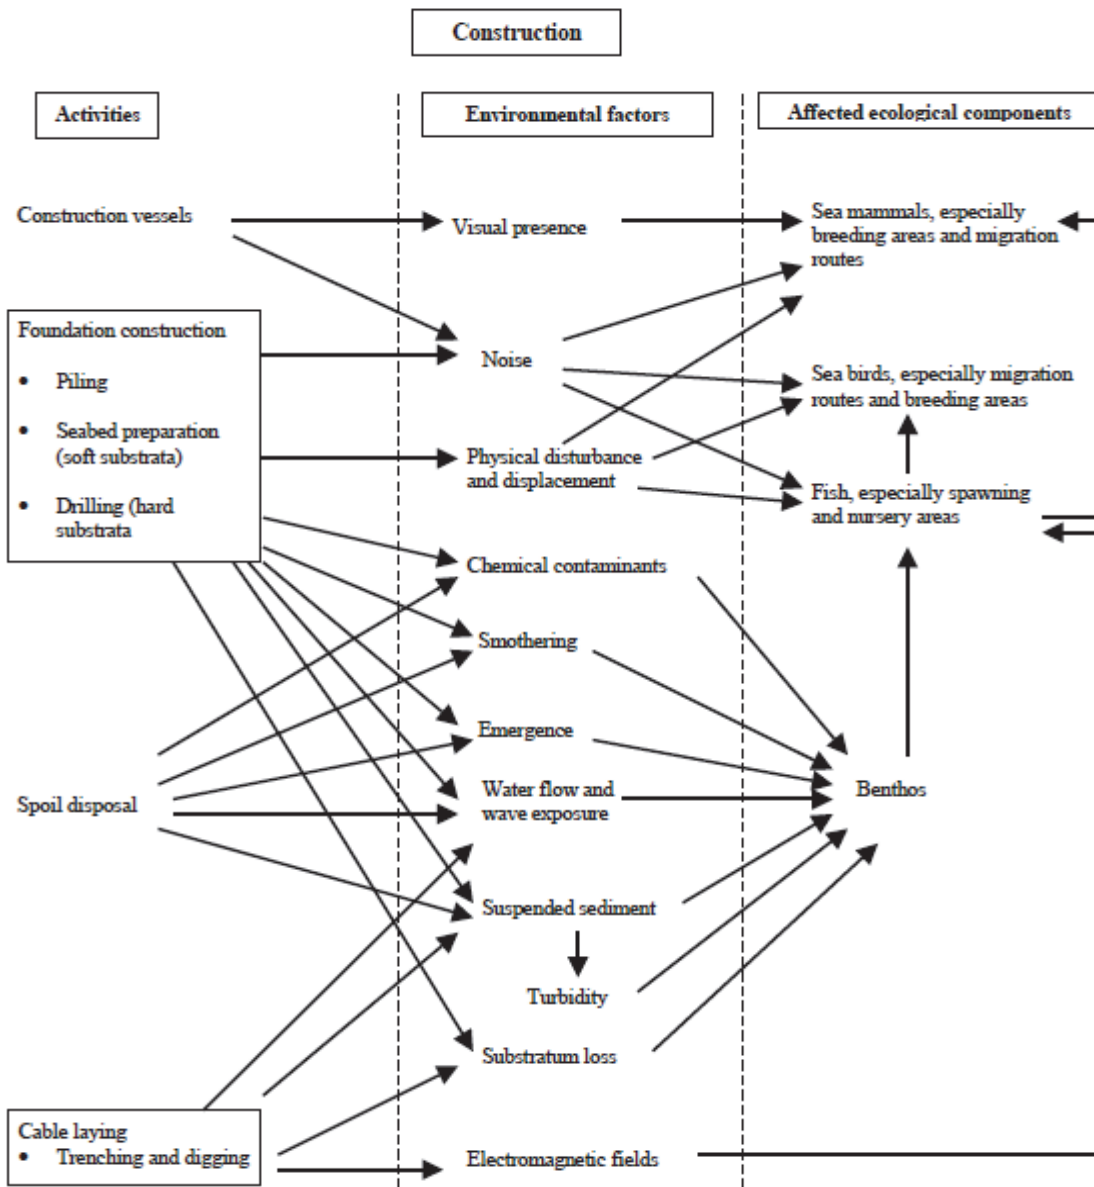 Construction
Activities
Environmental factors
Affected ecological components
Construction vessels
Visual presence
Sea mammals, especially
breeding areas and migration
routes
Foundation construction
• Piling
• Seabed preparation
(soft substrata)
• Drilling (hard
substrata
Noise
Sea birds, especially migration
routes and breeding areas
Physical disturbance
and displacement
Fish, especially spawning
and nursery areas
Chemical contaminants
Smothering
Emergence
Spoil disposal
Water flow and
wave exposure
Benthos
Suspended sediment
Turbidity
Substratum loss
Cable laying
• Trenching and digging
Electromagnetic fields